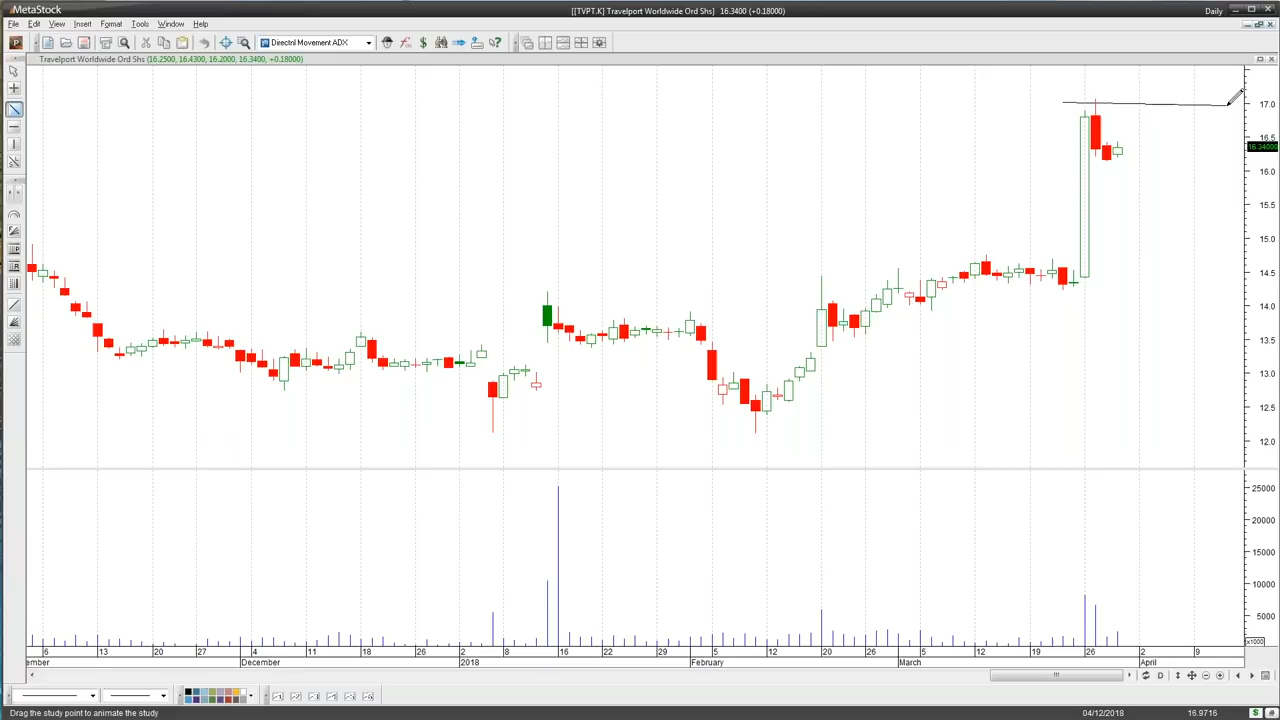 MetaStock
[[TVPT.K] Travelport Worldwide Ord Shs] 16.3400 (+0.18000)
Daily
File Edit View Insert Format Tools Window Help
Directnl Movement ADX
Travelport Worldwide Ord Shs (16.2500, 16.4300, 16.2000, 16.3400, +0.18000)
17.0
16.5
16.34000
16.0
15.5
15.0
14.5
14.0
13.5
13.0
12.5
12.0
25000
20000
15000
10000
5000
x1000
6 13 20 27 4 11 18 26 2 8 16 22 29 5 12 20 26 5 12 19 26 2 9
ember December 2018 February March April
Drag the study point to animate the study
04/12/2018
16.9716